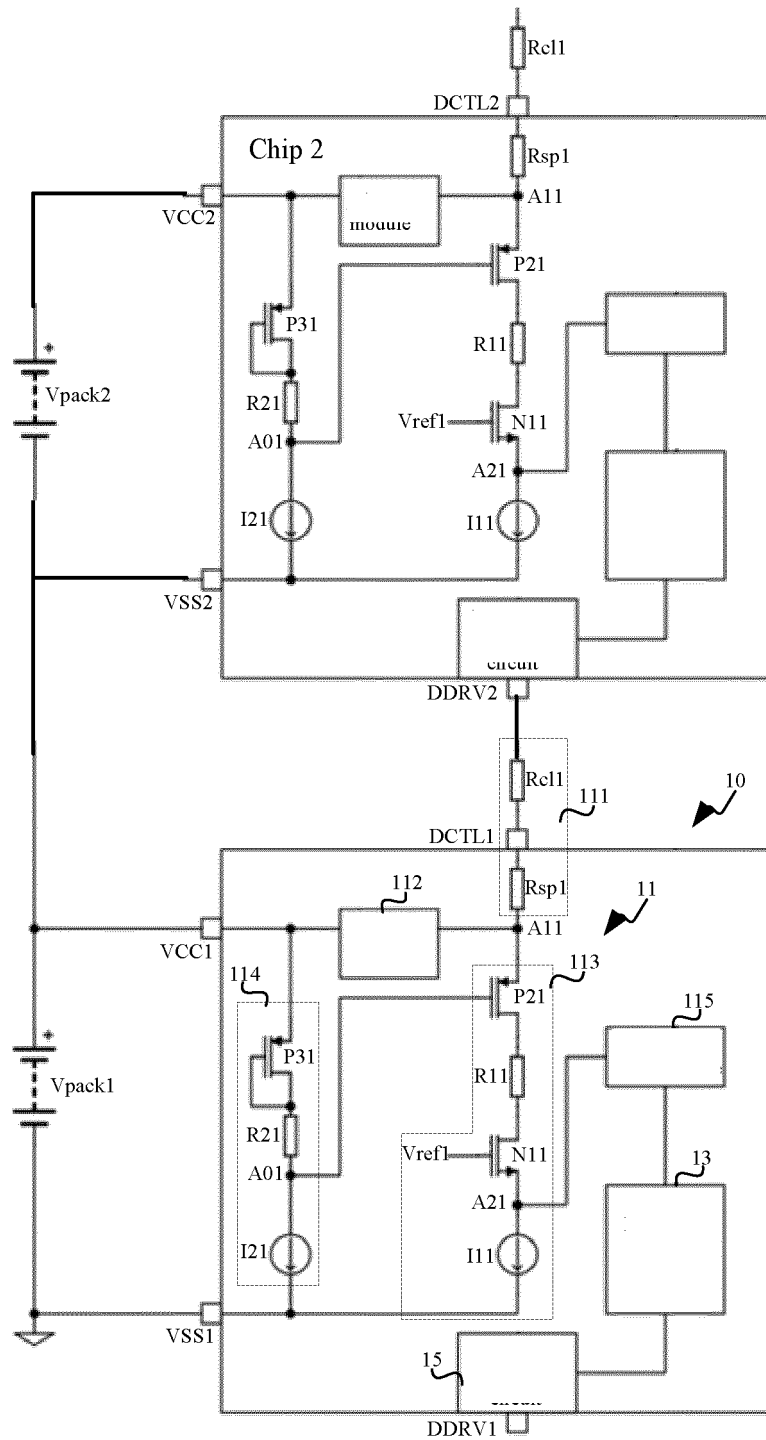 Rcl1
DCTL2
Chip 2
Rsp1
A11
VCC2
module
P21
P31
R11
Vpack2
R21
Vref1
N11
A01
A21
I21
I11
VSS2
circuit
DDRV2
Rcl1
111
10
DCTL1
112
Rsp1
11
A11
VCC1
113
114
P21
115
P31
Vpack1
R11
R21
Vref1
N11
13
A01
A21
I21
I11
VSS1
15
circuit
DDRV1